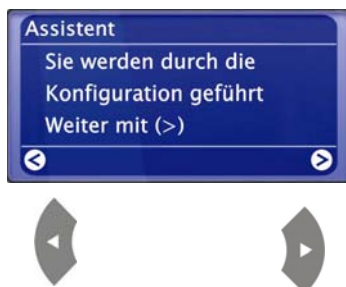 Assistent
Sie werden durch die
Konfiguration geführt
Weiter mit (>)